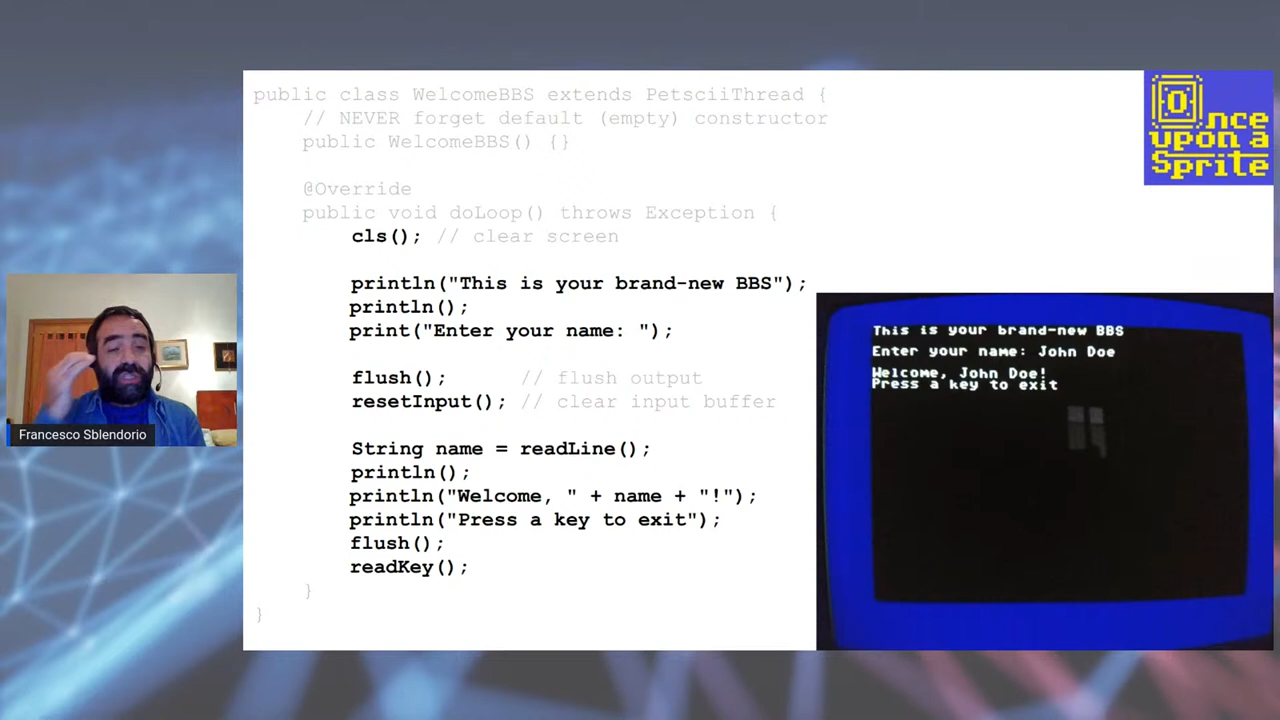 public class WelcomeBBS extends PetsciiThread {
// NEVER forget default (empty) constructor
public WelcomeBBS() {}
@Override
public void doLoop() throws Exception {
cls(); // clear screen
println("This is your brand-new BBS");
println();
print("Enter your name: ");
flush(); // flush output
resetInput(); // clear input buffer
String name = readLine();
println();
println("Welcome, " + name + "!");
println("Press a key to exit");
flush();
readKey();
}
}
Once
upon a
Sprite
This is your brand-new BBS
Enter your name: John Doe
Welcome, John Doe!
Press a key to exit
Francesco Sblendorio